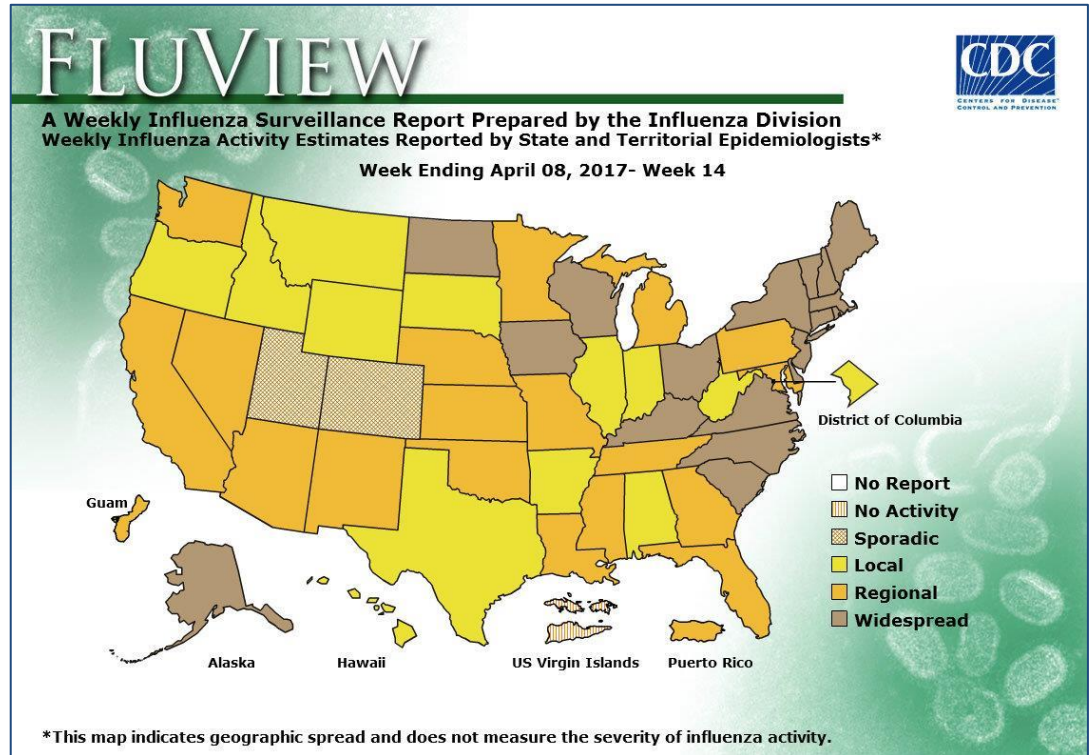 FLUVIEW
CDC
CENTERS FOR DISEASE
CONTROL AND PREVENTION
A Weekly Influenza Surveillance Report Prepared by the Influenza Division
Weekly Influenza Activity Estimates Reported by State and Territorial Epidemiologists*
Week Ending April 08, 2017- Week 14
District of Columbia
Guam
No Report
No Activity
Sporadic
Local
Regional
Widespread
Alaska
Hawaii
US Virgin Islands
Puerto Rico
*This map indicates geographic spread and does not measure the severity of influenza activity.